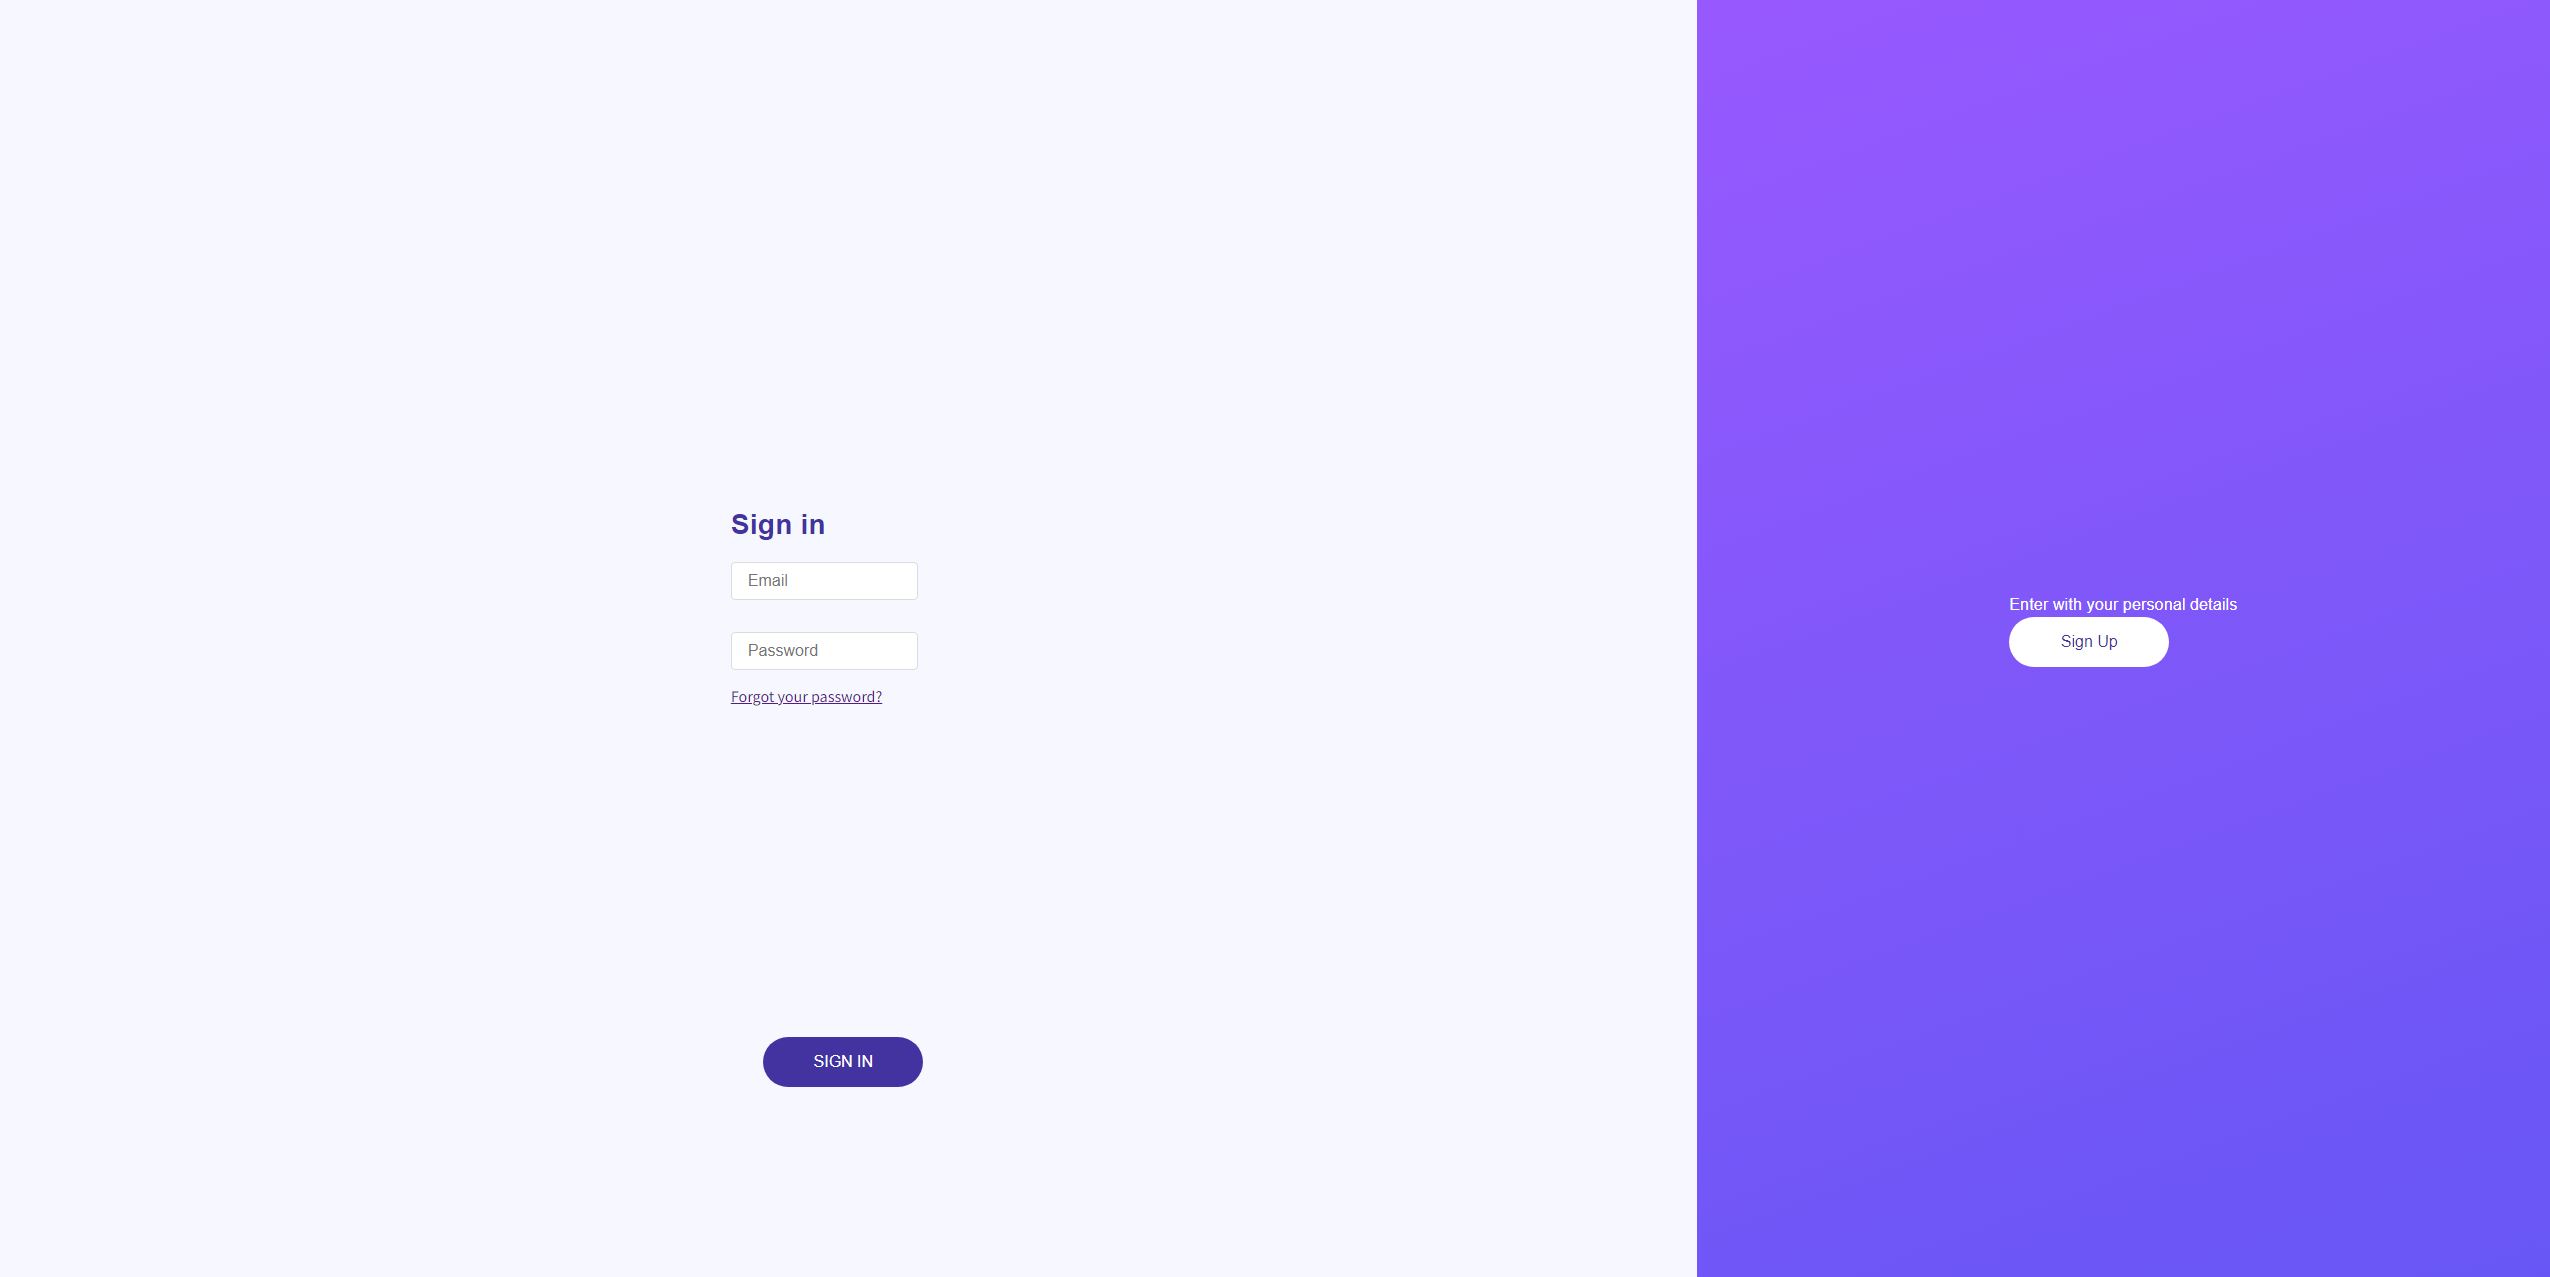 Sign in
Email
Password
Forgot your password?
SIGN IN
Enter with your personal details
Sign Up